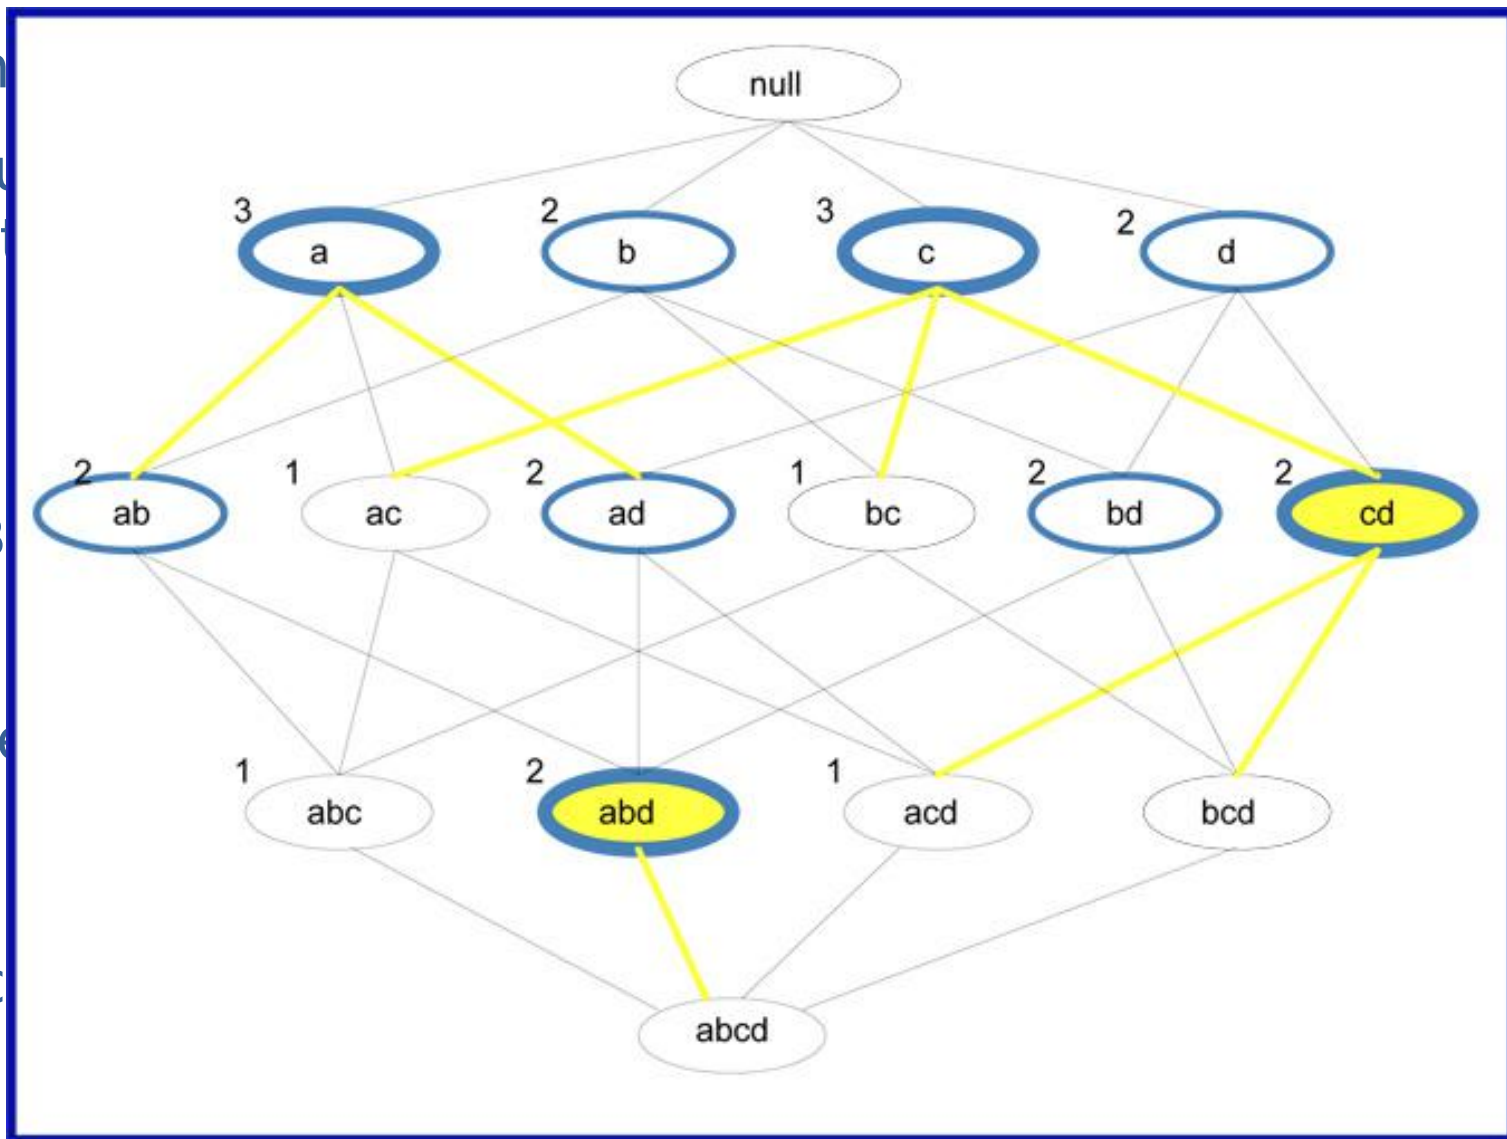 null
3 a 2 b 3 c 2 d
2 ab 1 ac 2 ad 1 bc 2 bd 2 cd
1 abc 2 abd 1 acd bcd
abcd